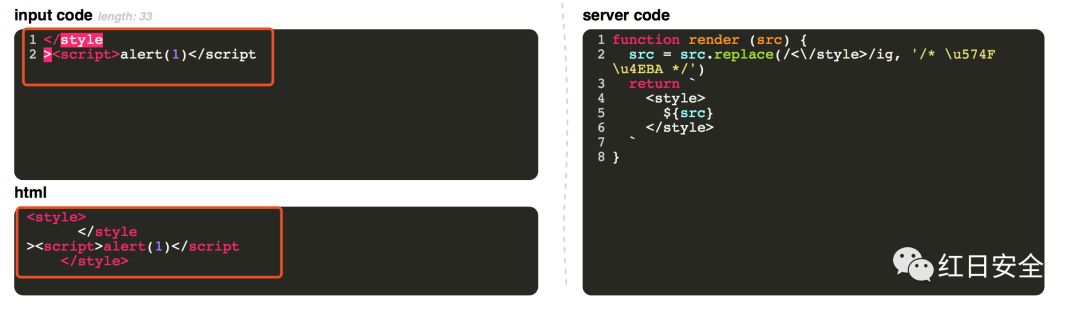 input code length: 33
1 </style
2 ><script>alert(1)</script
html
<style>
</style
><script>alert(1)</script
</style>
server code
1 function render (src) {
2 src = src.replace(/<\/style>/ig, '/* \u574F
\u4EBA */')
3 return `
4 <style>
5 ${src}
6 </style>
7 `
8 }
红日安全